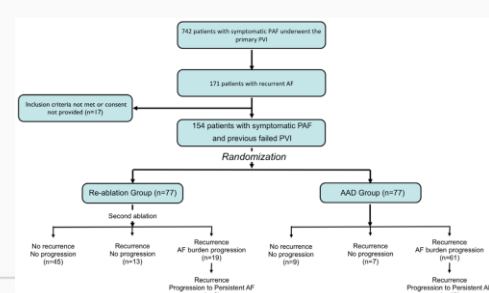 742 patients with symptomatic PAF underwent the
primary PVI
171 patients with recurrent AF
Inclusion criteria not met or consent
not provided (n=17)
154 patients with symptomatic PAF
and previous failed PVI
Randomization
Re-ablation Group (n=77)
AAD Group (n=77)
Second ablation
No recurrence
No progression
(n=45)
Recurrence
No progression
(n=13)
Recurrence
AF burden progression
(n=19)
No recurrence
No progression
(n=9)
Recurrence
No progression
(n=7)
Recurrence
AF burden progression
(n=61)
Recurrence
Progression to Persistent AF
Recurrence
Progression to Persistent AF